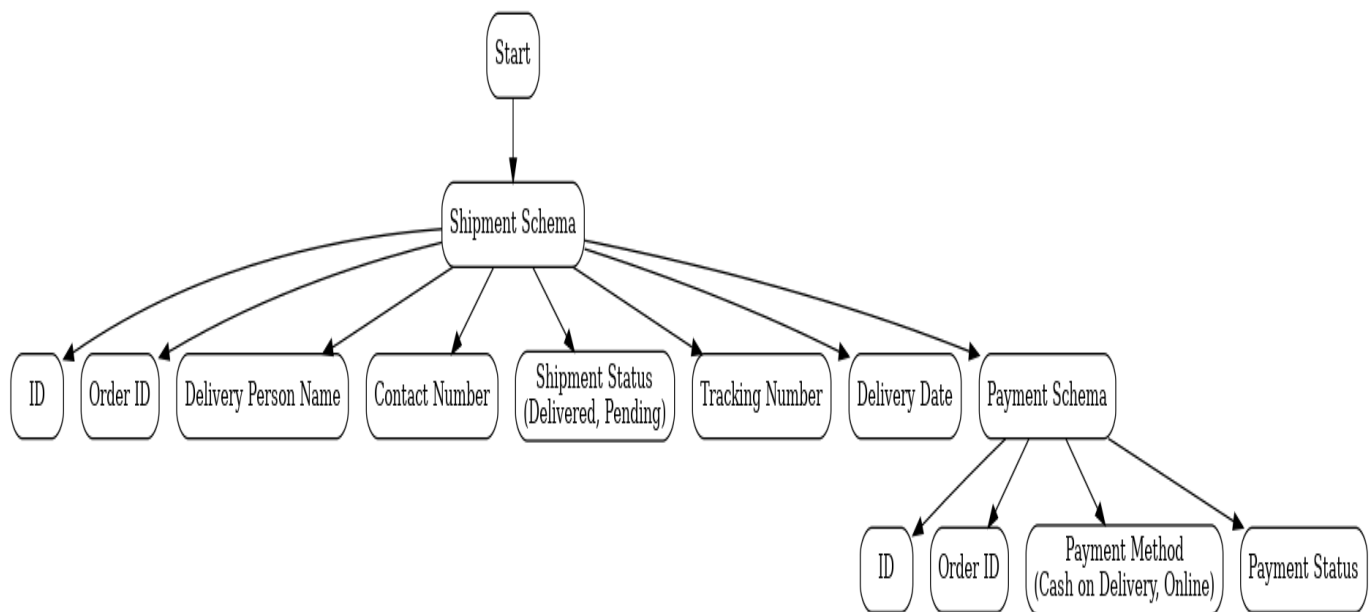 Start
Shipment Schema
ID
Order ID
Delivery Person Name
Contact Number
Shipment Status
(Delivered, Pending)
Tracking Number
Delivery Date
Payment Schema
ID
Order ID
Payment Method
(Cash on Delivery, Online)
Payment Status